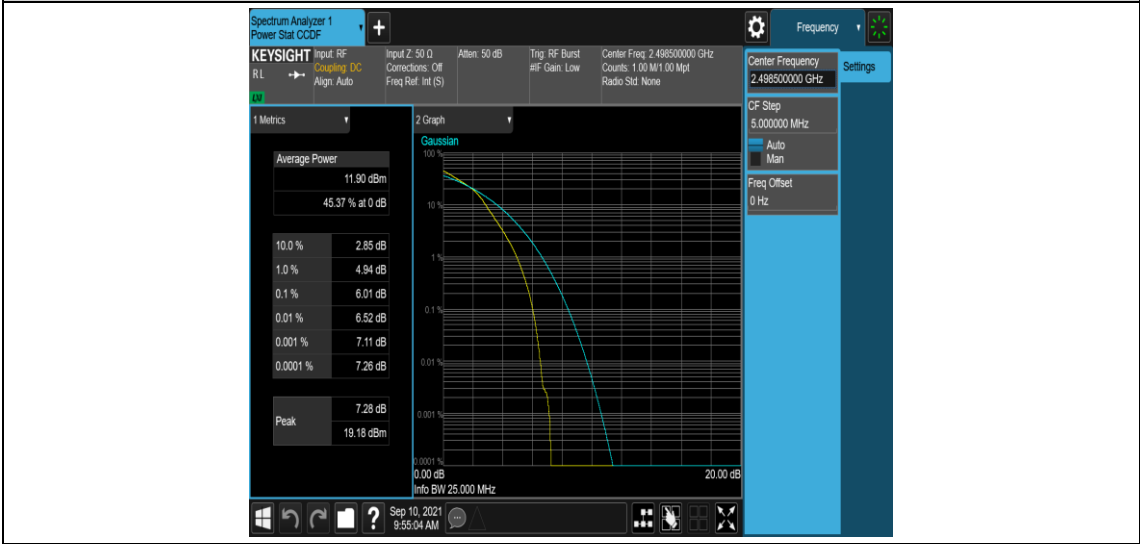 Spectrum Analyzer 1
Power Stat CCDF
+
Frequency
KEYSIGHT
Input: RF
Input Z: 50 Ω
Atten: 50 dB
Trig: RF Burst
Center Freq: 2.498500000 GHz
RL
Coupling: DC
Corrections: Off
#IF Gain: Low
Counts: 1.00 M/1.00 Mpt
Align: Auto
Freq Ref: Int (S)
Radio Std: None
Center Frequency
2.498500000 GHz
Settings
CF Step
5.000000 MHz
Auto
Man
Freq Offset
0 Hz
1 Metrics
Average Power
11.90 dBm
45.37 % at 0 dB
10.0 % 2.85 dB
1.0 % 4.94 dB
0.1 % 6.01 dB
0.01 % 6.52 dB
0.001 % 7.11 dB
0.0001 % 7.26 dB
Peak
7.28 dB
19.18 dBm
2 Graph
Gaussian
100 %
10 %
1 %
0.1 %
0.01 %
0.001 %
0.0001 %
0.00 dB
20.00 dB
Info BW 25.000 MHz
?
Sep 10, 2021
9:55:04 AM